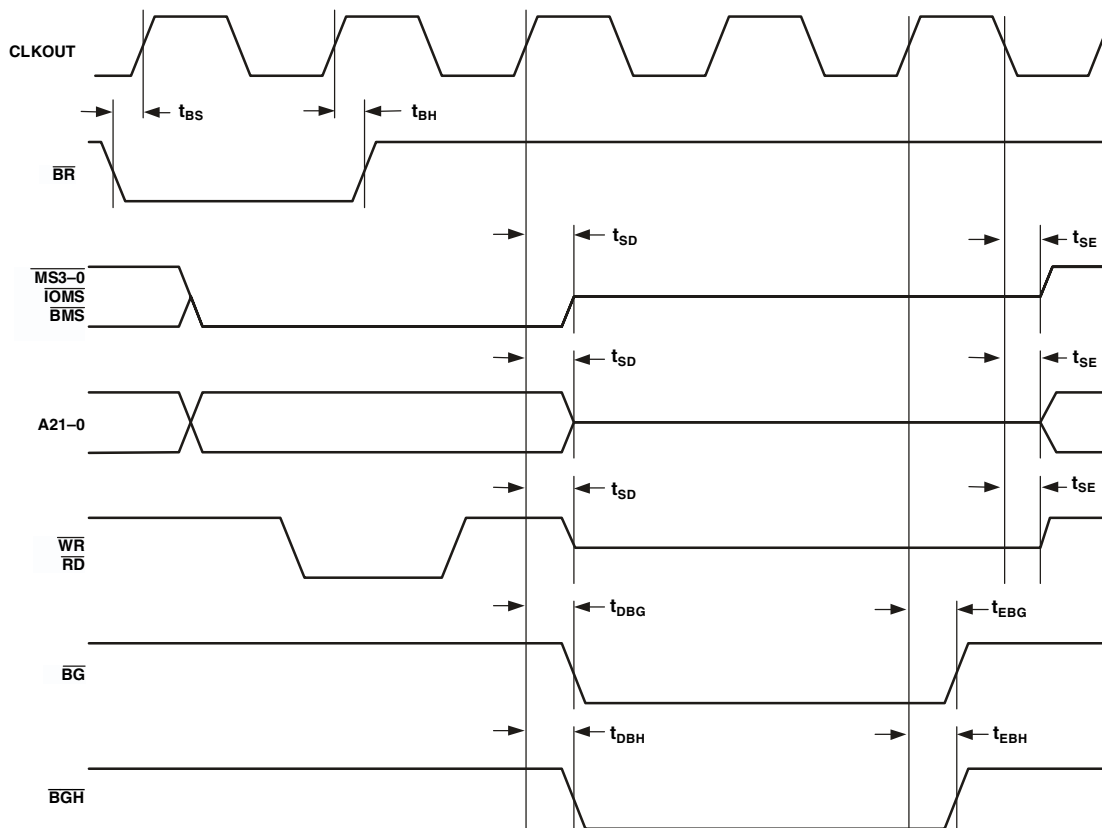 CLKOUT
tBS
tBH
BR
tSD
tSE
MS3–0
IOMS
BMS
tSD
tSE
A21–0
tSD
tSE
WR
RD
tDBG
tEBG
BG
tDBH
tEBH
BGH